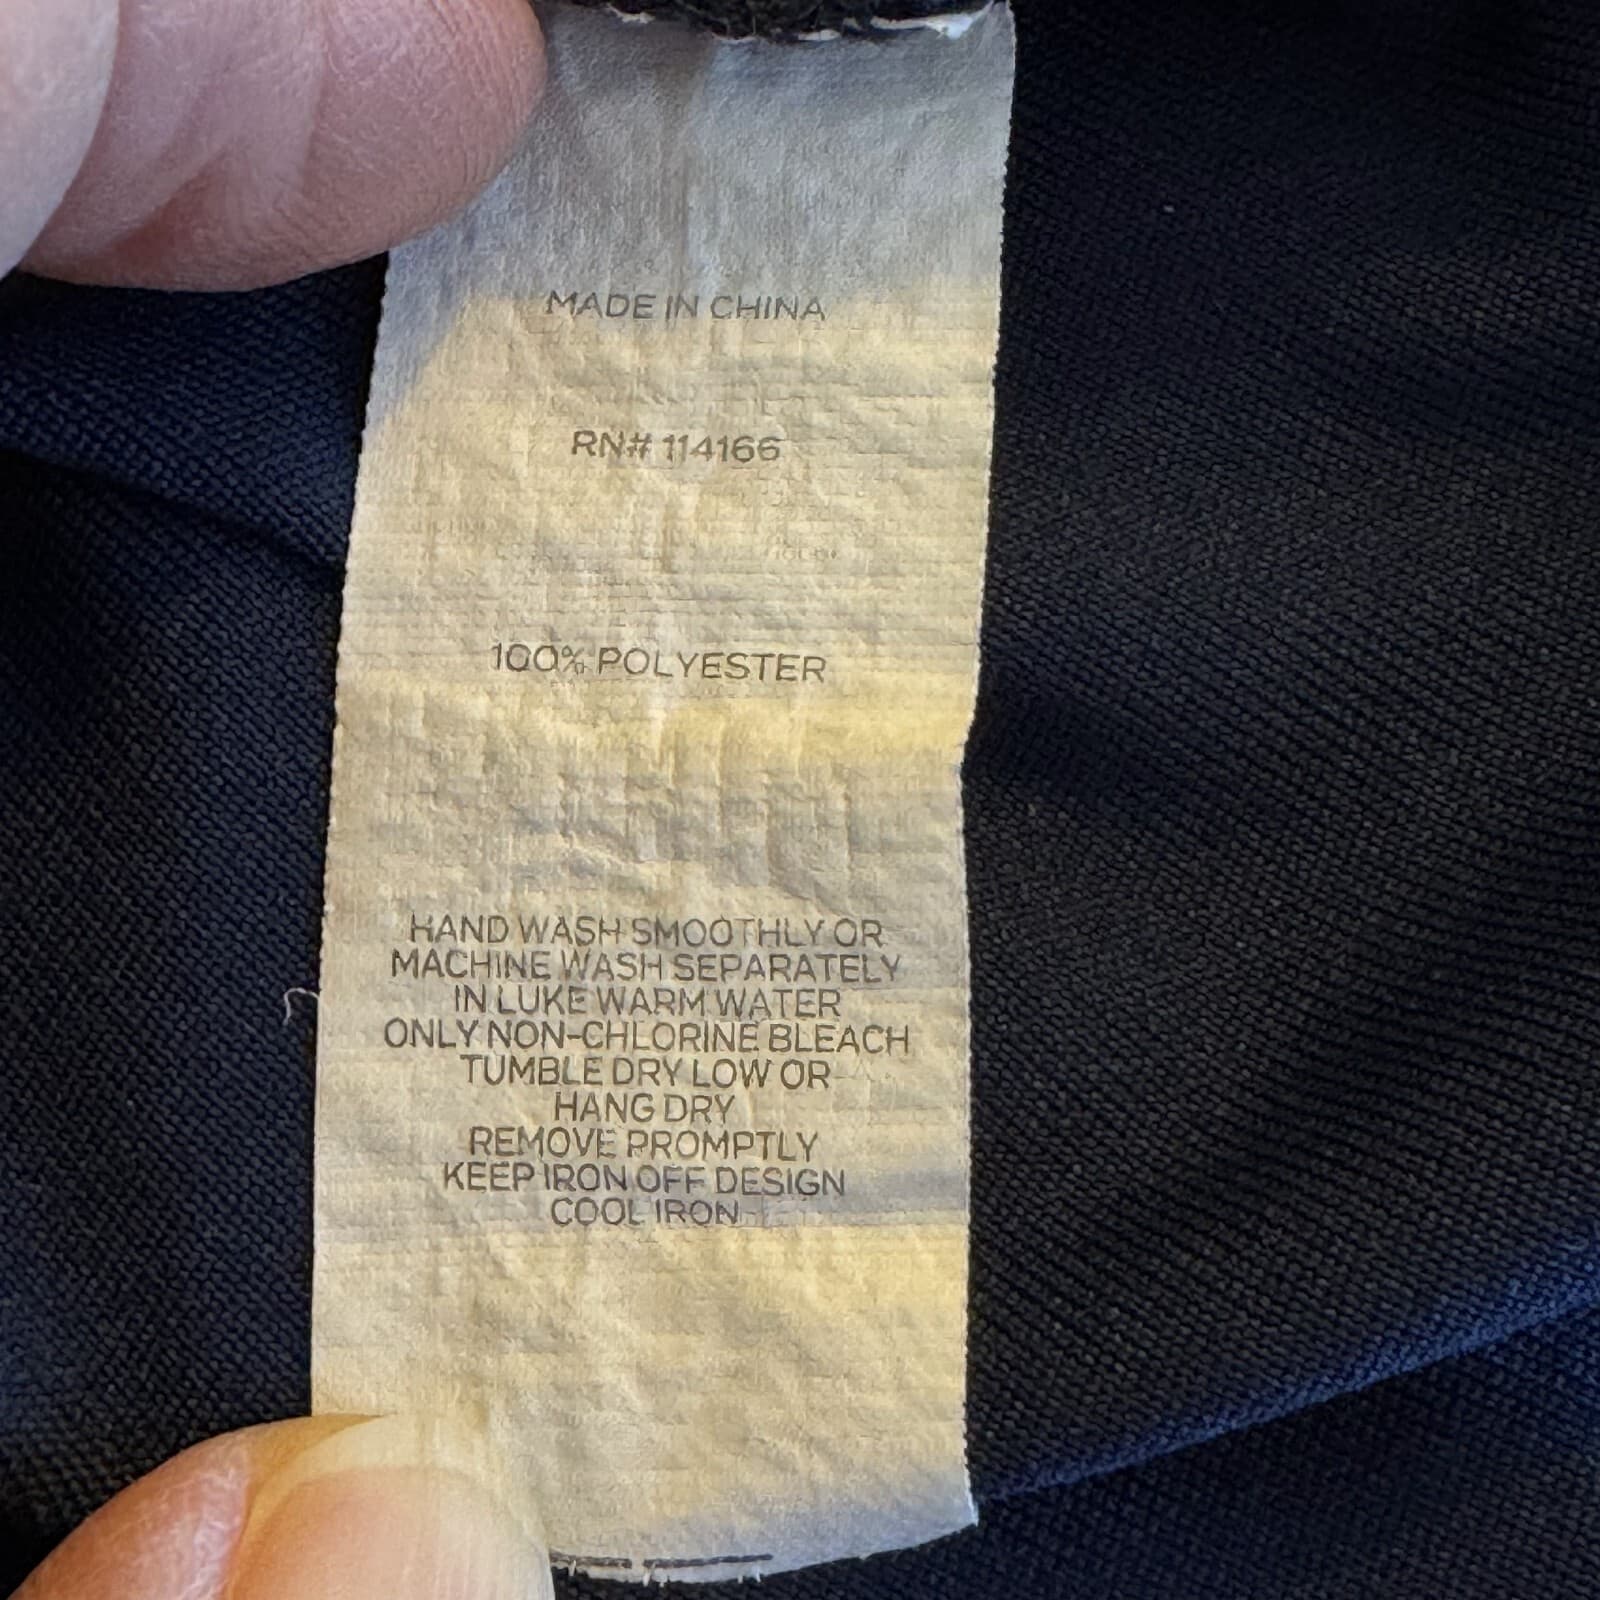 MADE IN CHINA
RN# 114166
100% POLYESTER
HAND WASH SMOOTHLY OR
MACHINE WASH SEPARATELY
IN LUKE WARM WATER
ONLY NON-CHLORINE BLEACH
TUMBLE DRY LOW OR
HANG DRY
REMOVE PROMPTLY
KEEP IRON OFF DESIGN
COOL IRON